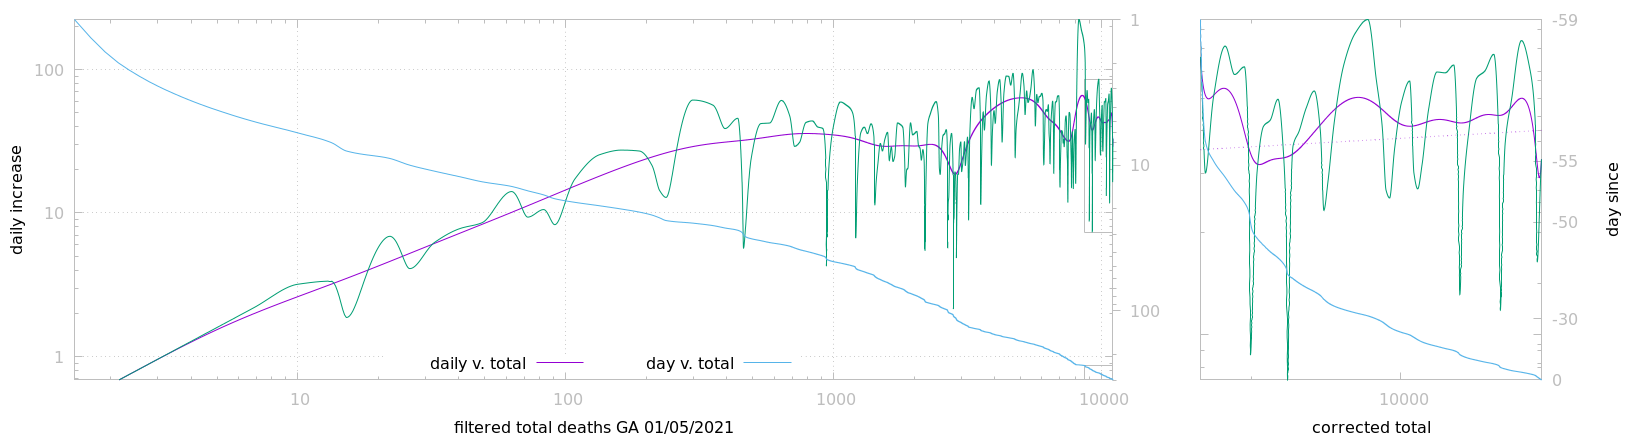 daily increase
100
10
1
10
100
1000
10000
1
10
100
daily v. total
day v. total
filtered total deaths GA 01/05/2021
-59
-55
-50
-30
0
day since
10000
corrected total